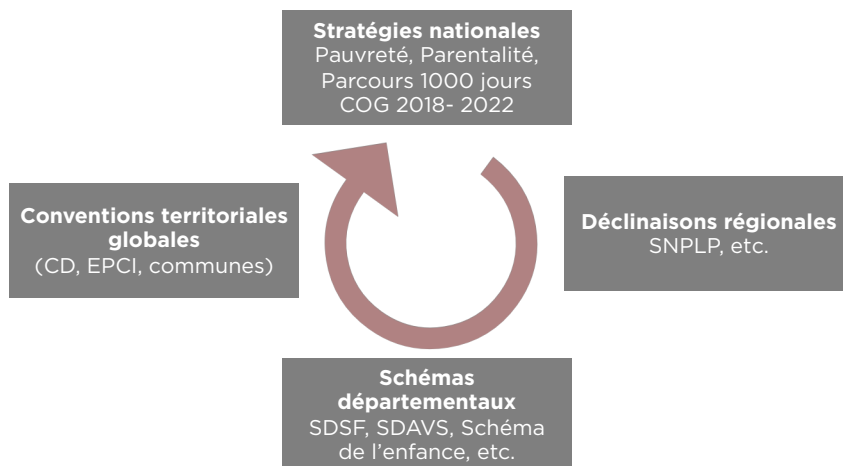 Stratégies nationales
Pauvreté, Parentalité,
Parcours 1000 jours
COG 2018- 2022
Conventions territoriales
globales
(CD, EPCI, communes)
Déclinaisons régionales
SNPLP, etc.
Schémas
départementaux
SDSF, SDAVS, Schéma
de l'enfance, etc.